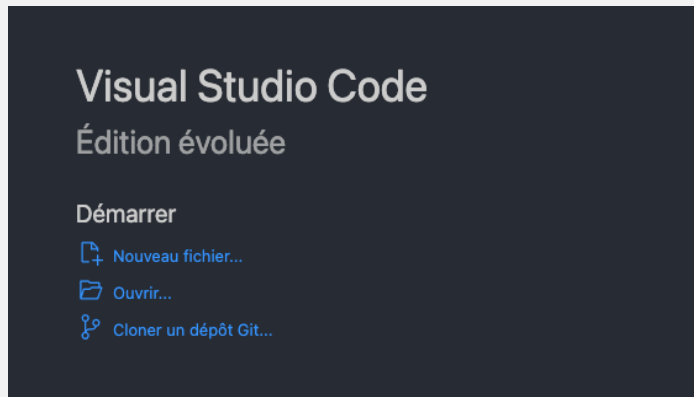 Visual Studio Code
Édition évoluée
Démarrer
Nouveau fichier...
Ouvrir...
Cloner un dépôt Git...